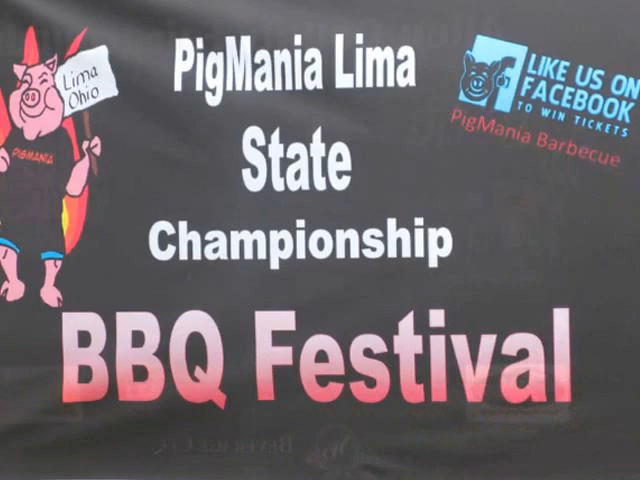 PigMania Lima
State
Championship
BBQ Festival
Lima
Ohio
PIGMANIA
LIKE US ON
FACEBOOK
TO WIN TICKETS
PigMania Barbecue